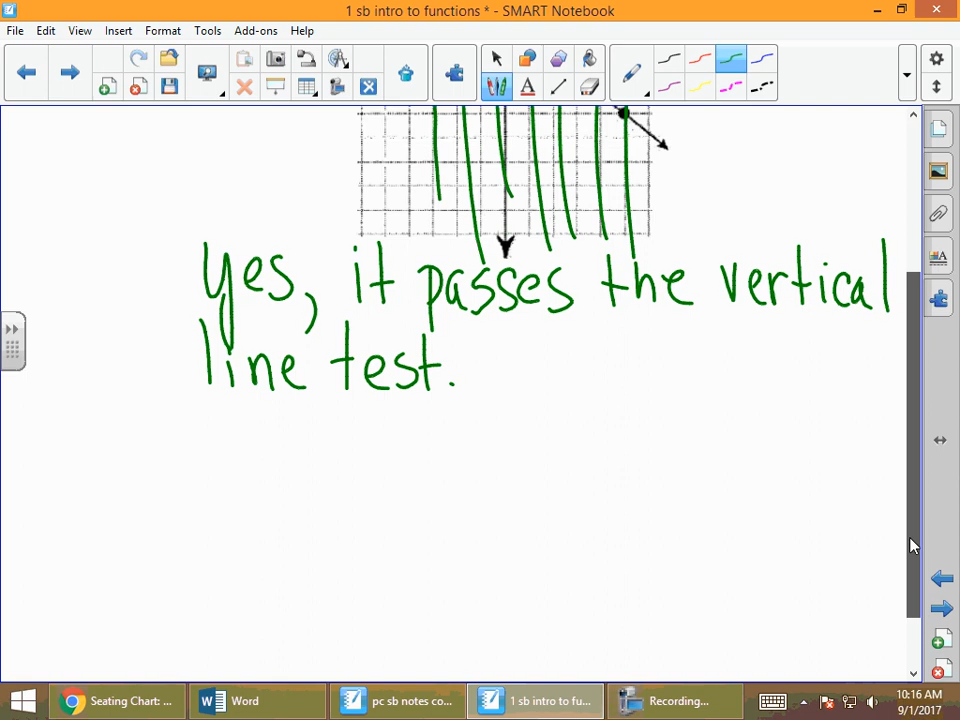 1 sb intro to functions * - SMART Notebook
File Edit View Insert Format Tools Add-ons Help
yes, it passes the vertical
line test.
Seating Chart: ...
Word
pc sb notes co...
1 sb intro to fu...
Recording...
10:16 AM
9/1/2017